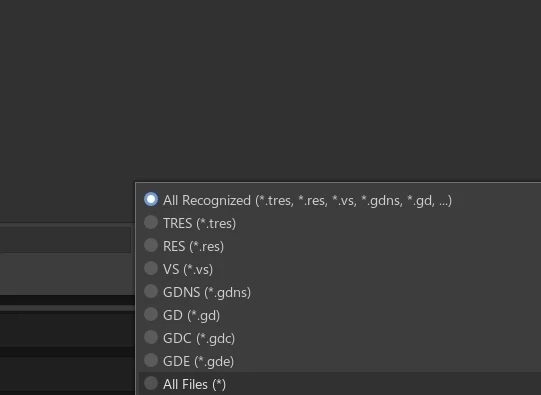 All Recognized (*.tres, *.res, *.vs, *.gdns, *.gd, ...)
TRES (*.tres)
RES (*.res)
VS (*.vs)
GDNS (*.gdns)
GD (*.gd)
GDC (*.gdc)
GDE (*.gde)
All Files (*)